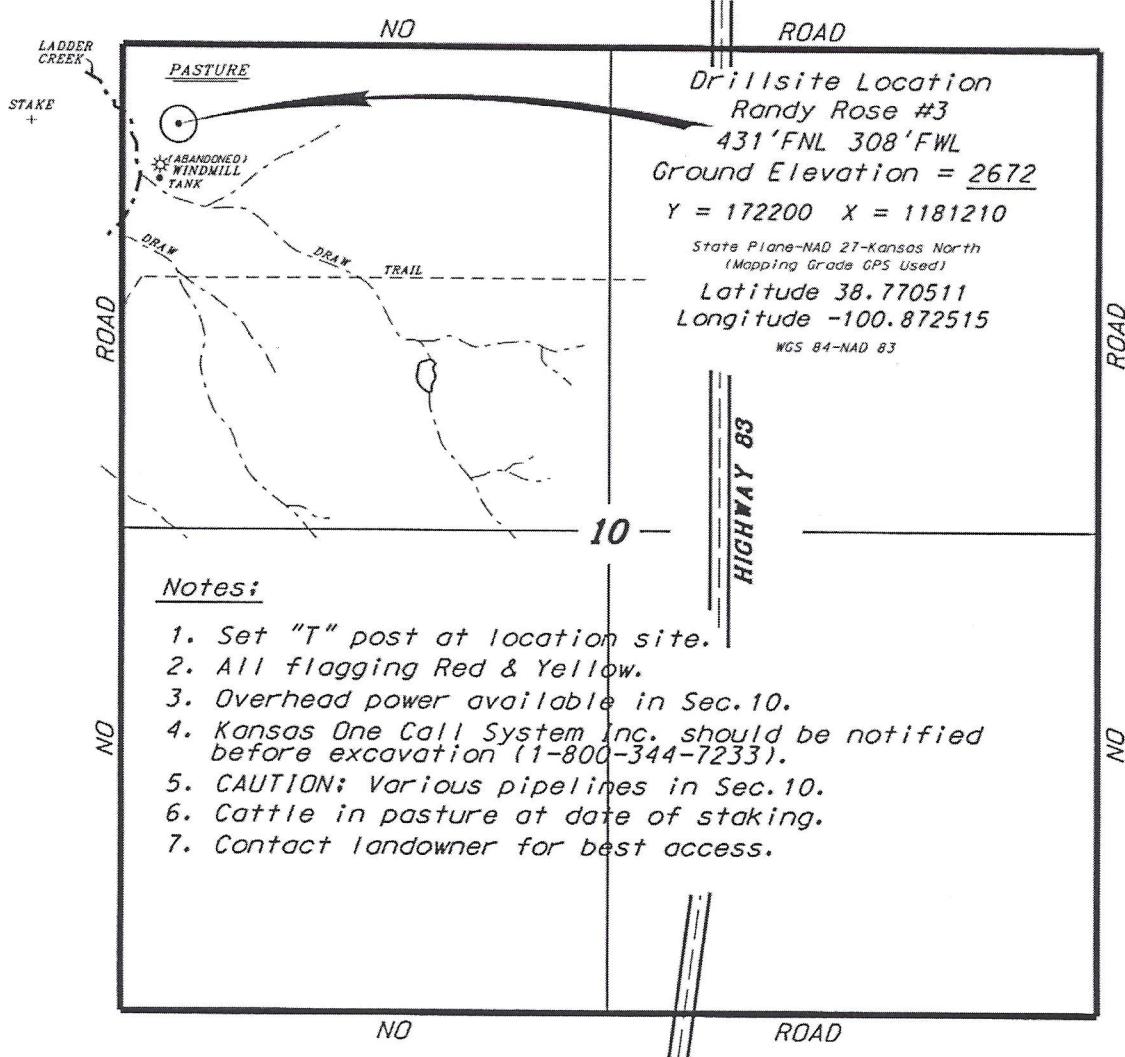 NO ROAD
LADDER
CREEK
STAKE
PASTURE
(ABANDONED)
WINDMILL
TANK
DRAW
DRAW
TRAIL
Drillsite Location
Randy Rose #3
431'FNL 308'FWL
Ground Elevation = 2672
Y = 172200 X = 1181210
State Plane-NAD 27-Kansas North
(Mapping Grade GPS Used)
Latitude 38.770511
Longitude -100.872515
WGS 84-NAD 83
ROAD
ROAD
HIGHWAY 83
10
Notes:
1. Set "T" post at location site.
2. All flagging Red & Yellow.
3. Overhead power available in Sec.10.
4. Kansas One Call System Inc. should be notified
before excavation (1-800-344-7233).
5. CAUTION: Various pipelines in Sec.10.
6. Cattle in pasture at date of staking.
7. Contact landowner for best access.
NO
NO
NO ROAD